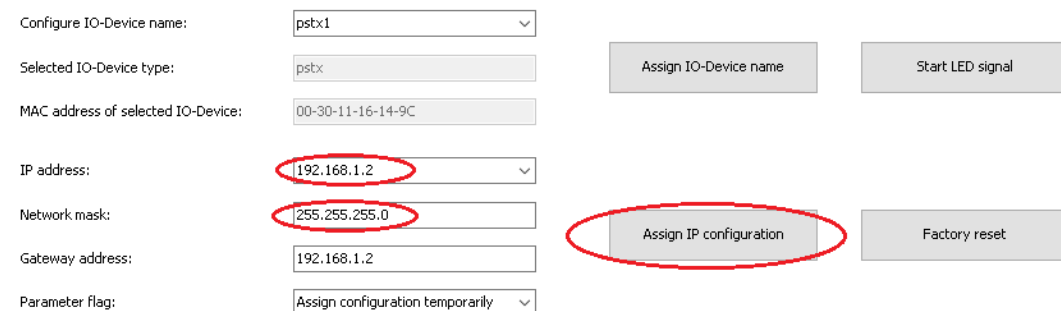 Configure IO-Device name: pstx1
Selected IO-Device type: pstx Assign IO-Device name Start LED signal
MAC address of selected IO-Device: 00-30-11-16-14-9C
IP address: 192.168.1.2
Network mask: 255.255.255.0
Assign IP configuration Factory reset
Gateway address: 192.168.1.2
Parameter flag: Assign configuration temporarily